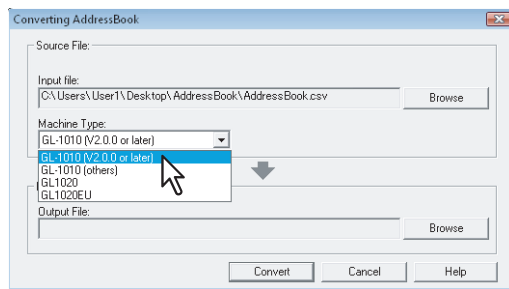 Converting AddressBook
Source File:
Input file:
C:\Users\User1\Desktop\AddressBook\AddressBook.csv
Browse
Machine Type:
GL-1010 (V2.0.0 or later)
GL-1010 (V2.0.0 or later)
GL-1010 (others)
GL1020
GL1020EU
Output File:
Browse
Convert Cancel Help